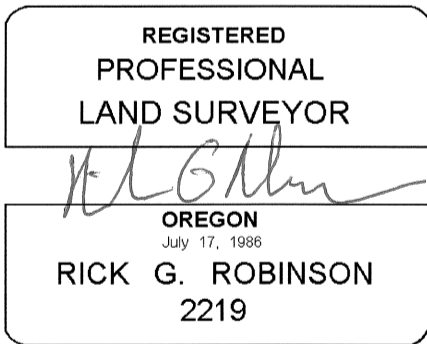 REGISTERED
PROFESSIONAL
LAND SURVEYOR
OREGON
July 17, 1986
RICK G. ROBINSON
2219